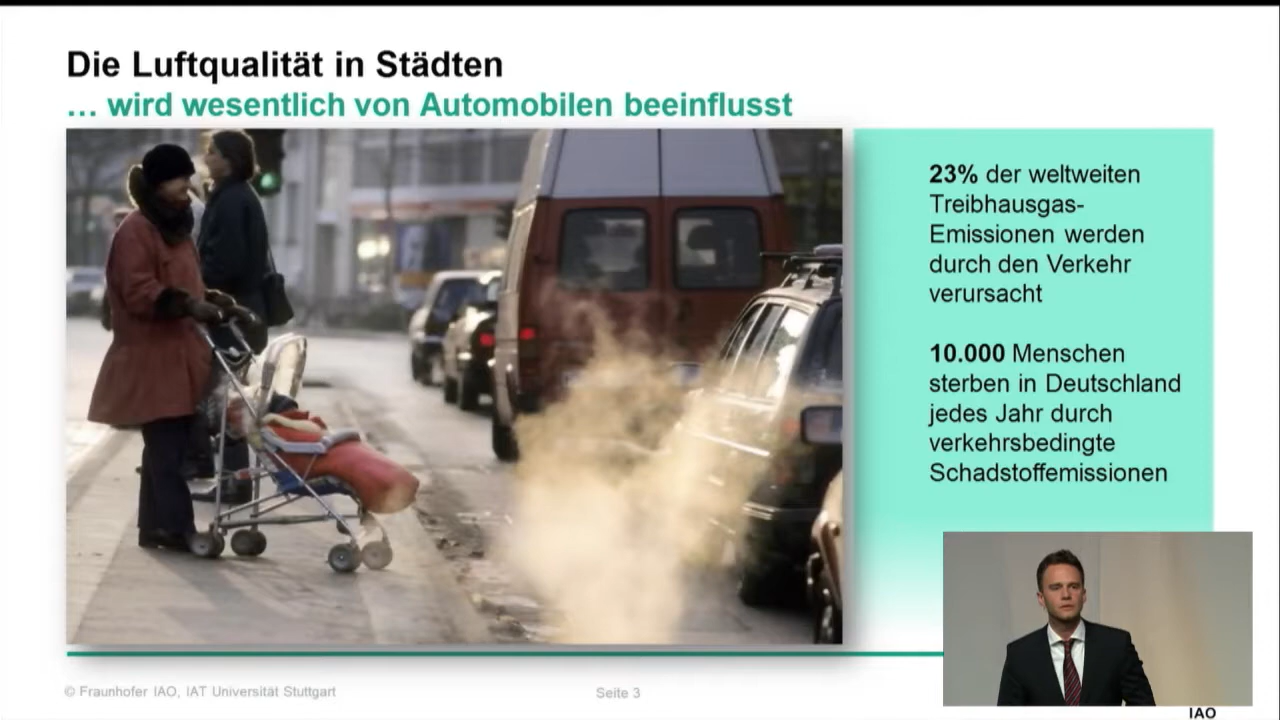 Die Luftqualität in Städten
… wird wesentlich von Automobilen beeinflusst
23% der weltweiten
Treibhausgas-
Emissionen werden
durch den Verkehr
verursacht
10.000 Menschen
sterben in Deutschland
jedes Jahr durch
verkehrsbedingte
Schadstoffemissionen
© Fraunhofer IAO, IAT Universität Stuttgart
Seite 3
IAO